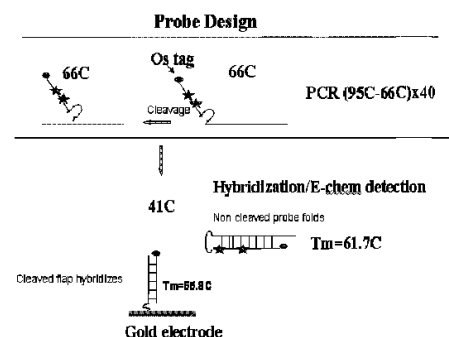 Probe Design
Os tag
66C
66C
PCR (95C-66C)x40
Cleavage
Hybridization/E-chem detection
41C
Non cleaved probe folds
Tm=61.7C
Cleaved flap hybridizes
Gold electrode